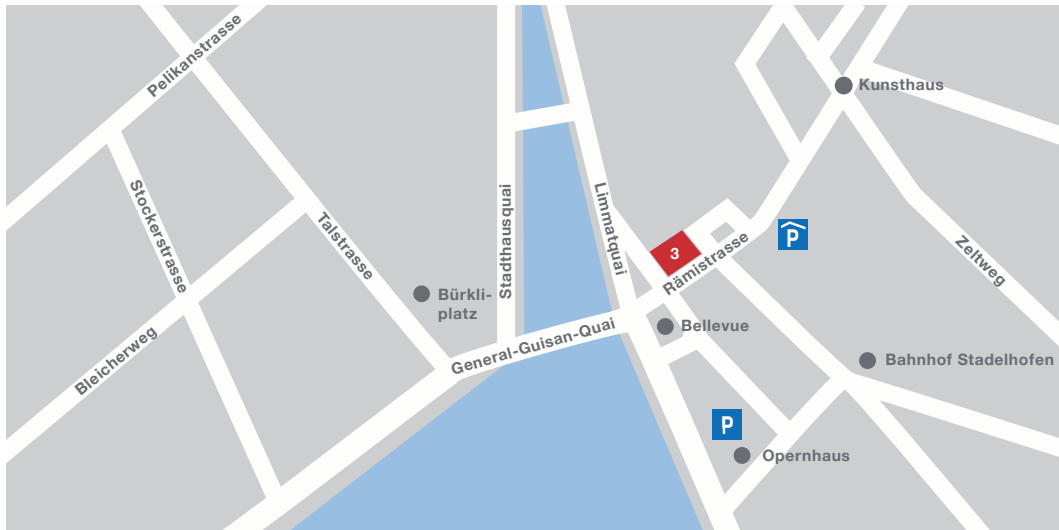 Pelikanstrasse
Kunsthaus
Stockerstrasse
Talstrasse
Stadthausquai
Limmatquai
P
3
Rämistrasse
Zeltweg
Bürkli-
platz
Bellevue
General-Guisan-Quai
Bleicherweg
Bahnhof Stadelhofen
P
Opernhaus